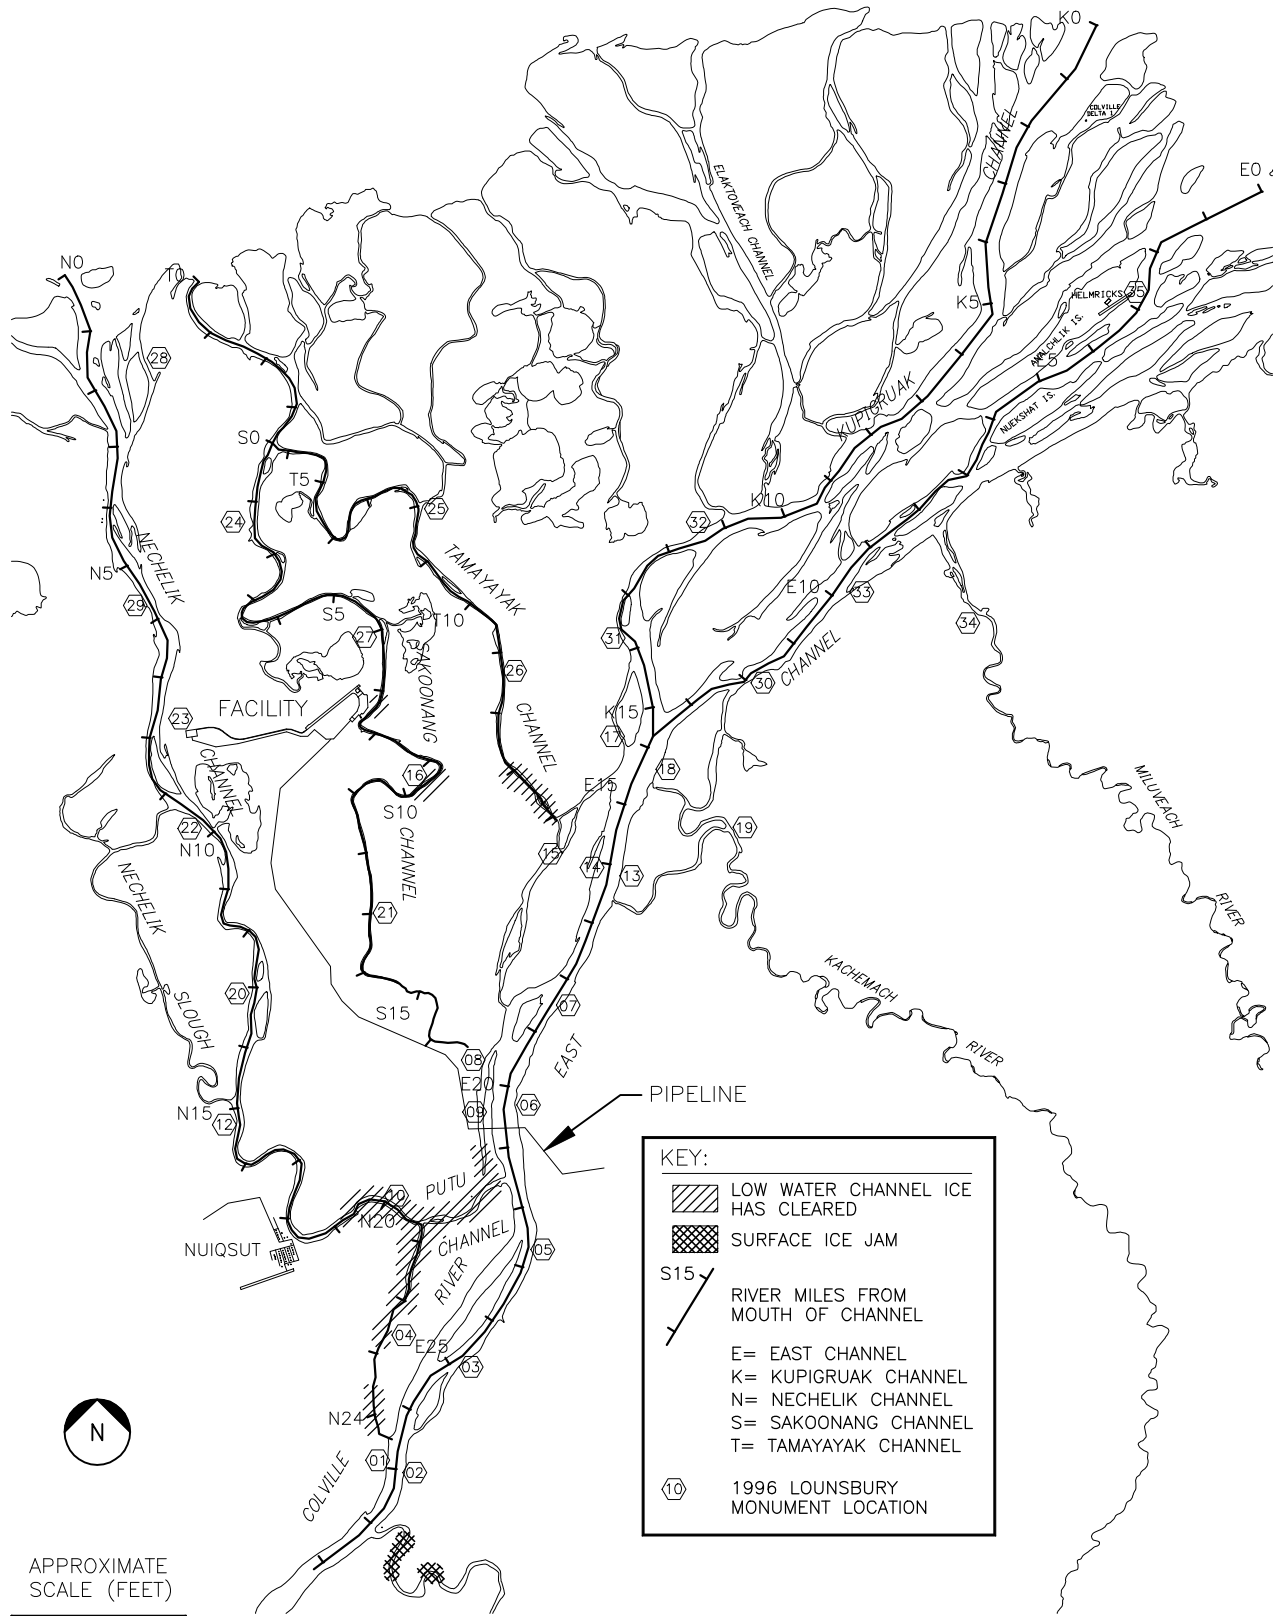 K0
COLVILLE
DELTA 1
CHANNEL
E0
ELAKTOVEACH CHANNEL
N0
T0
K5
HELMRICKS
35
ANACHLIK IS.
E5
28
NUEKSHAT IS.
KUPIGRUAK
S0
T5
K10
25
24
32
NECHELIK
TAMAYAYAK
N5
E10
33
29
S5
T10
34
27
31
CHANNEL
SAKOONANG
26
30
FACILITY
K15
23
CHANNEL
17
CHANNEL
16
18
E15
MILUVEACH
S10
22
N10
CHANNEL
19
15
14
13
NECHELIK
21
RIVER
KACHEMACH
20
SLOUGH
07
S15
RIVER
EAST
08
E20
PIPELINE
N15
09
06
12
PUTU
10
N20
CHANNEL
NUIQSUT
05
RIVER
04
E25
03
N24
N
01
02
COLVILLE
APPROXIMATE
SCALE (FEET)
KEY:
LOW WATER CHANNEL ICE
HAS CLEARED
SURFACE ICE JAM
S15
RIVER MILES FROM
MOUTH OF CHANNEL
E= EAST CHANNEL
K= KUPIGRUAK CHANNEL
N= NECHELIK CHANNEL
S= SAKOONANG CHANNEL
T= TAMAYAYAK CHANNEL
10
1996 LOUNSBURY
MONUMENT LOCATION